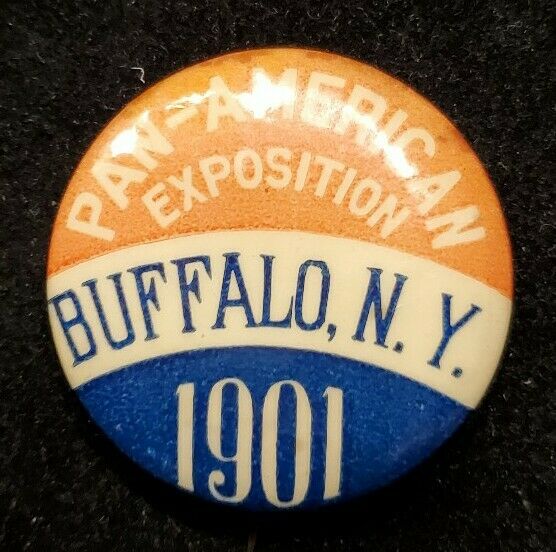 PAN-AMERICAN
EXPOSITION
BUFFALO, N. Y.
1901